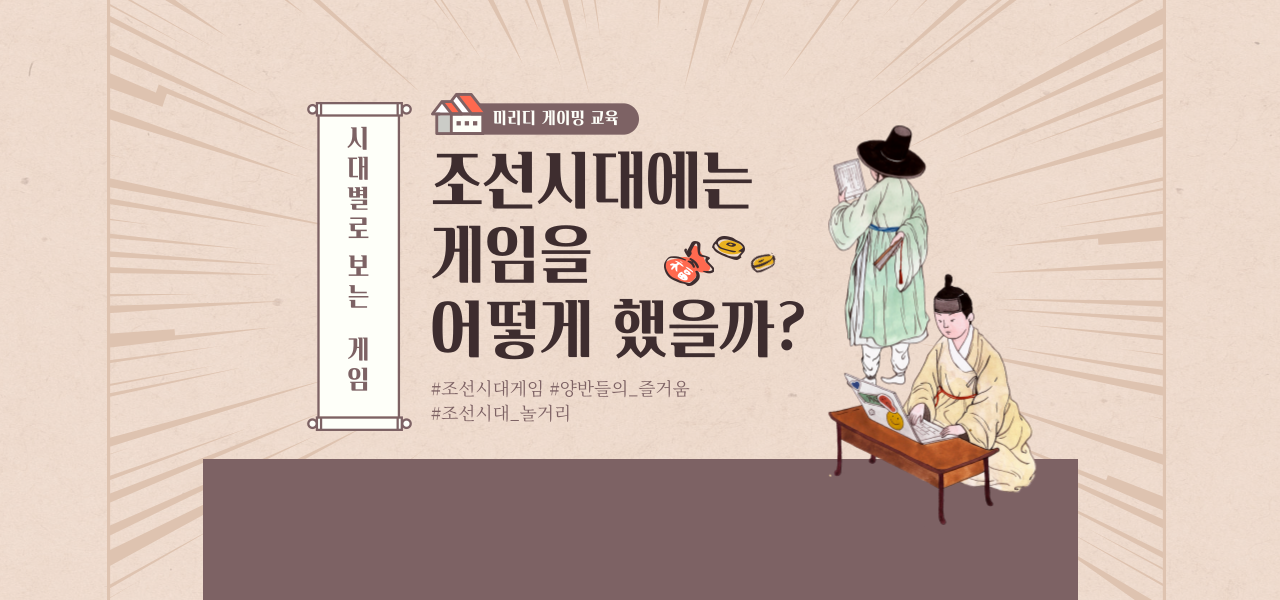 시대별로 보는 게임
미리디 게이밍 교육
조선시대에는
게임을
어떻게 했을까?
#조선시대게임 #양반들의_즐거움
#조선시대_놀거리